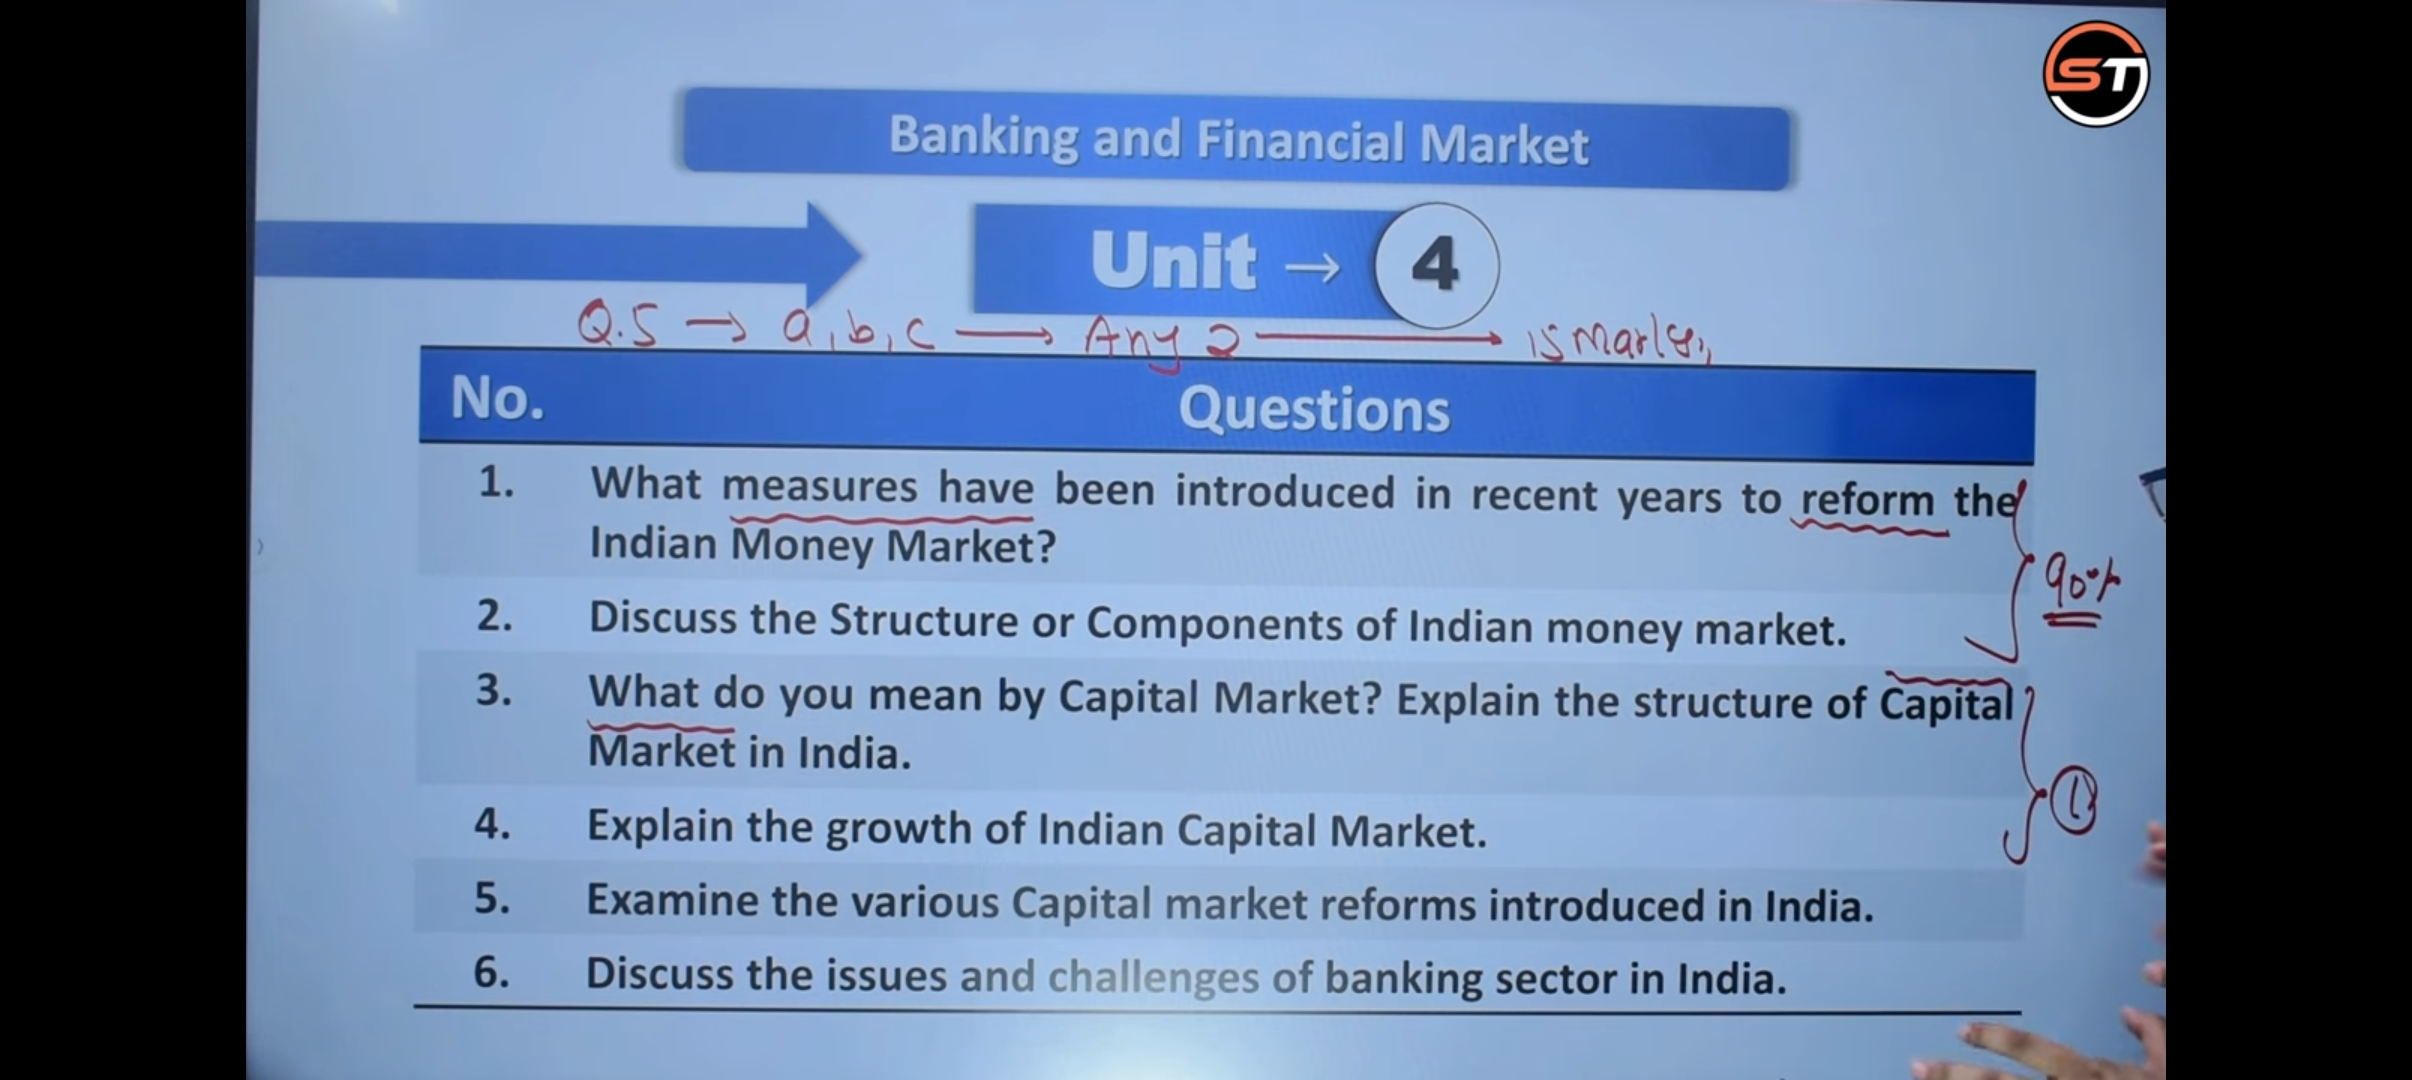 ST
Banking and Financial Market
Unit → 4
Q.5 → a, b, c → Any 2 → 15 Marks,
No. Questions
1. What measures have been introduced in recent years to reform the
Indian Money Market?
90%
2. Discuss the Structure or Components of Indian money market.
3. What do you mean by Capital Market? Explain the structure of Capital
Market in India.
4. Explain the growth of Indian Capital Market.
5. Examine the various Capital market reforms introduced in India.
6. Discuss the issues and challenges of banking sector in India.